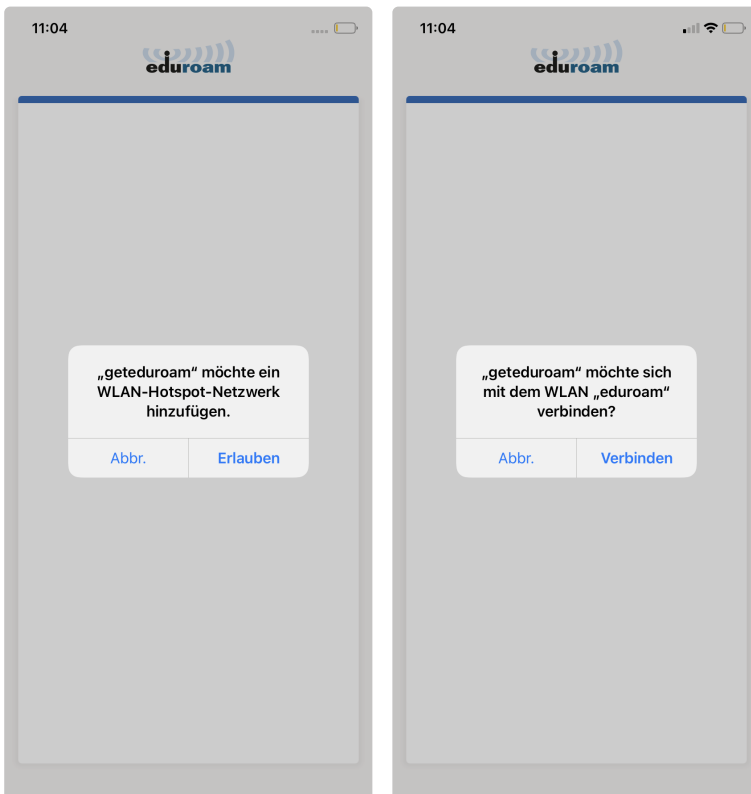 11:04
eduroam
„geteduroam“ möchte ein
WLAN-Hotspot-Netzwerk
hinzufügen.
Abbr.
Erlauben
11:04
eduroam
„geteduroam“ möchte sich
mit dem WLAN „eduroam“
verbinden?
Abbr.
Verbinden